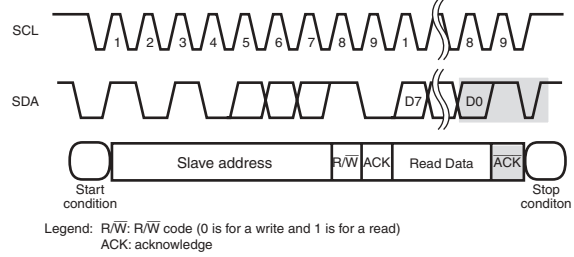 SCL
1 2 3 4 5 6 7 8 9 1 8 9
SDA
D7 D0
Slave address R/W̅ ACK Read Data A̅C̅K̅
Start
condition
Stop
conditon
Legend: R/W̅: R/W̅ code (0 is for a write and 1 is for a read)
ACK: acknowledge